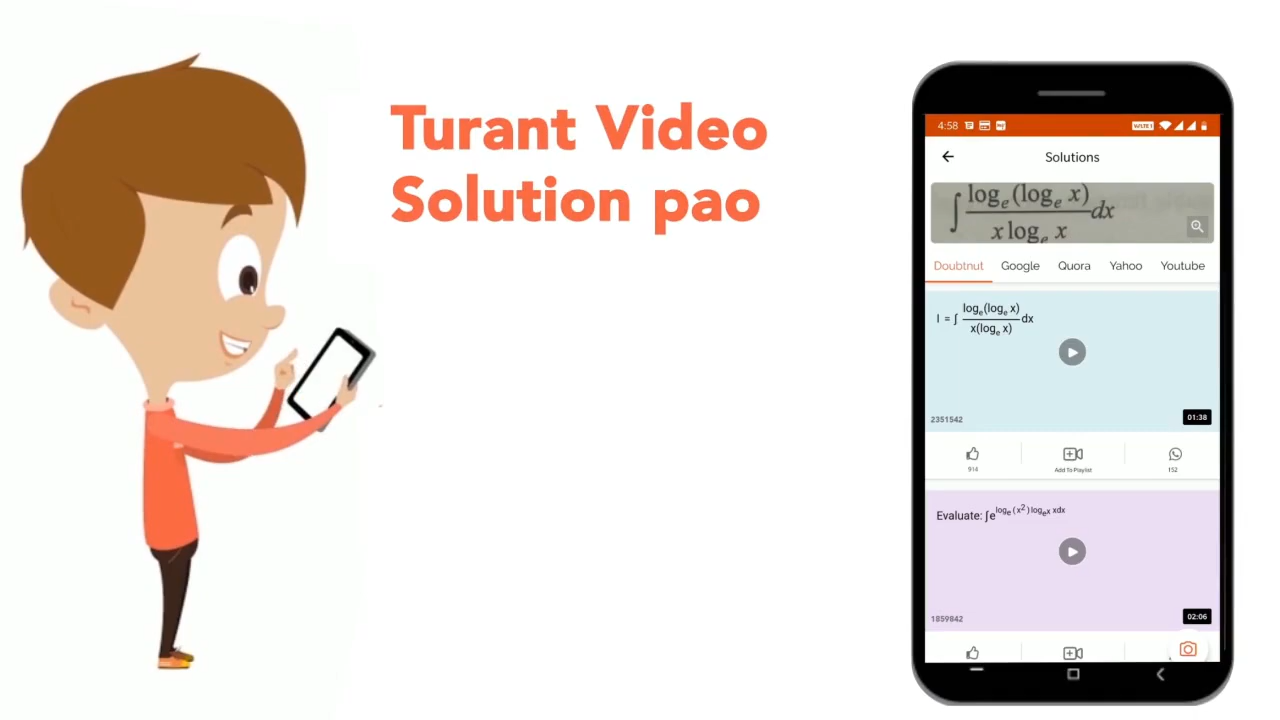 Turant Video
Solution pao
4:58
VoLTE1
Solutions
∫ logₑ(logₑ x) dx
x logₑ x
Doubtnut Google Quora Yahoo Youtube
I = ∫ logₑ(logₑ x) dx
x(logₑ x)
2351542 01:38
914 Add To Playlist 152
Evaluate: ∫e^logₑ(x²)logₑx xdx
1859842 02:06